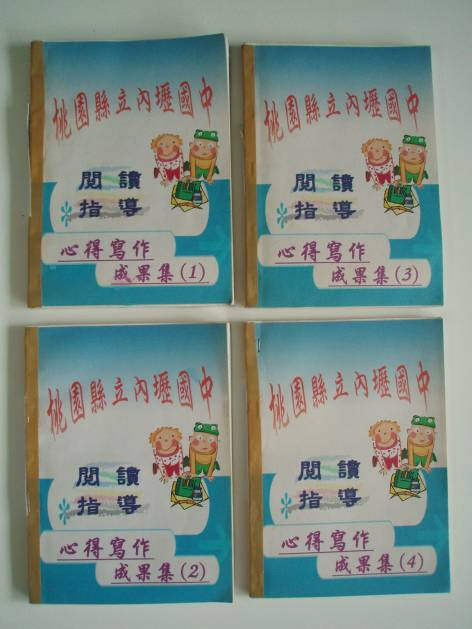 桃園縣立內壢國中
閱讀
指導
心得寫作
成果集(1)
桃園縣立內壢國中
閱讀
指導
心得寫作
成果集(3)
桃園縣立內壢國中
閱讀
指導
心得寫作
成果集(2)
桃園縣立內壢國中
閱讀
指導
心得寫作
成果集(4)